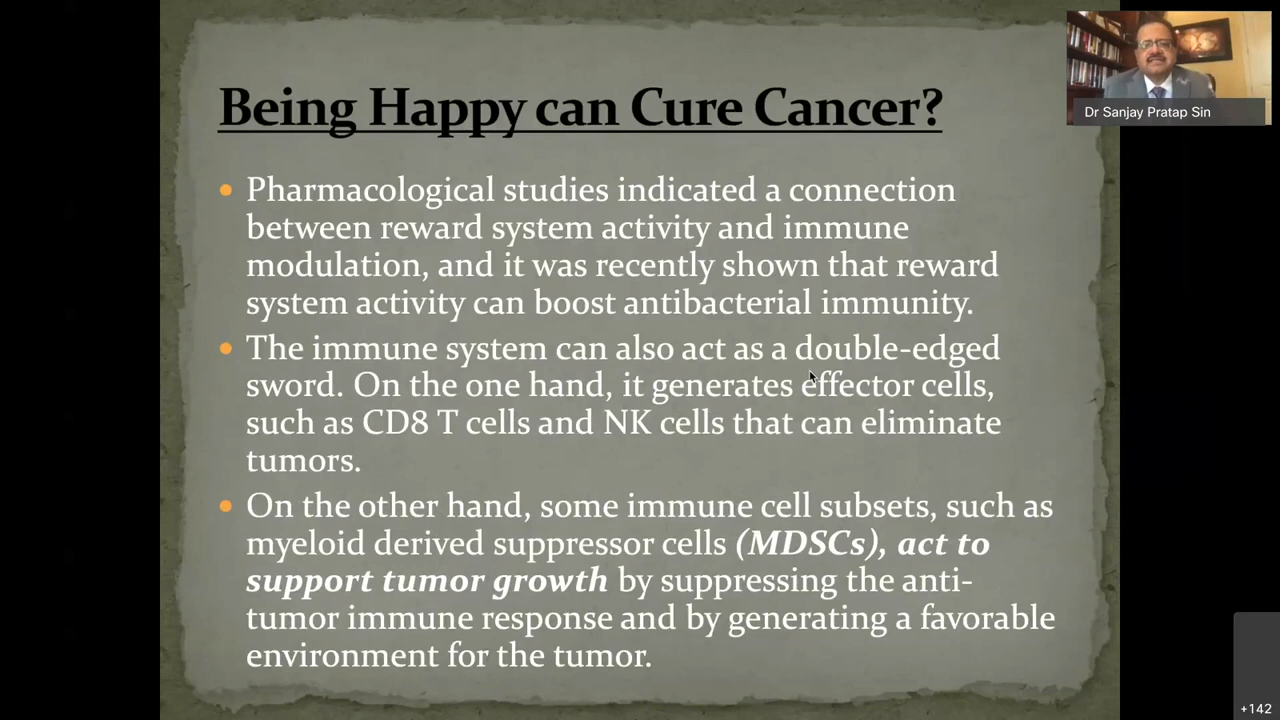 Being Happy can Cure Cancer?
Pharmacological studies indicated a connection
between reward system activity and immune
modulation, and it was recently shown that reward
system activity can boost antibacterial immunity.
The immune system can also act as a double-edged
sword. On the one hand, it generates effector cells,
such as CD8 T cells and NK cells that can eliminate
tumors.
On the other hand, some immune cell subsets, such as
myeloid derived suppressor cells (MDSCs), act to
support tumor growth by suppressing the anti-
tumor immune response and by generating a favorable
environment for the tumor.
Dr Sanjay Pratap Sin
+142